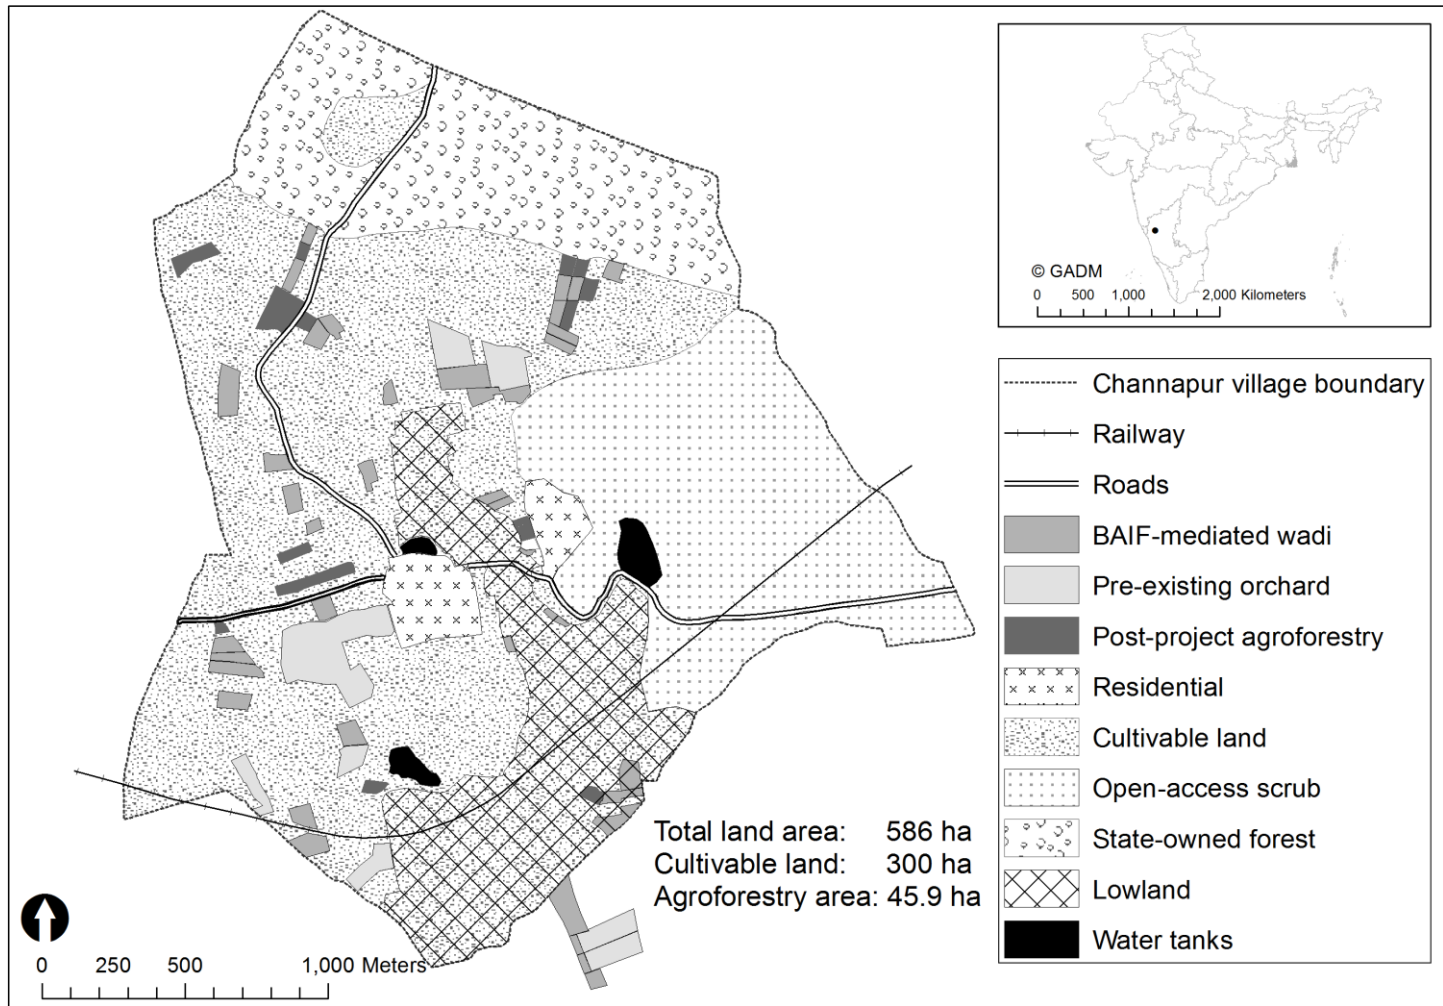 © GADM
0 500 1,000 2,000 Kilometers
Channapur village boundary
Railway
Roads
BAIF-mediated wadi
Pre-existing orchard
Post-project agroforestry
Residential
Cultivable land
Open-access scrub
State-owned forest
Lowland
Water tanks
Total land area: 586 ha
Cultivable land: 300 ha
Agroforestry area: 45.9 ha
0 250 500 1,000 Meters